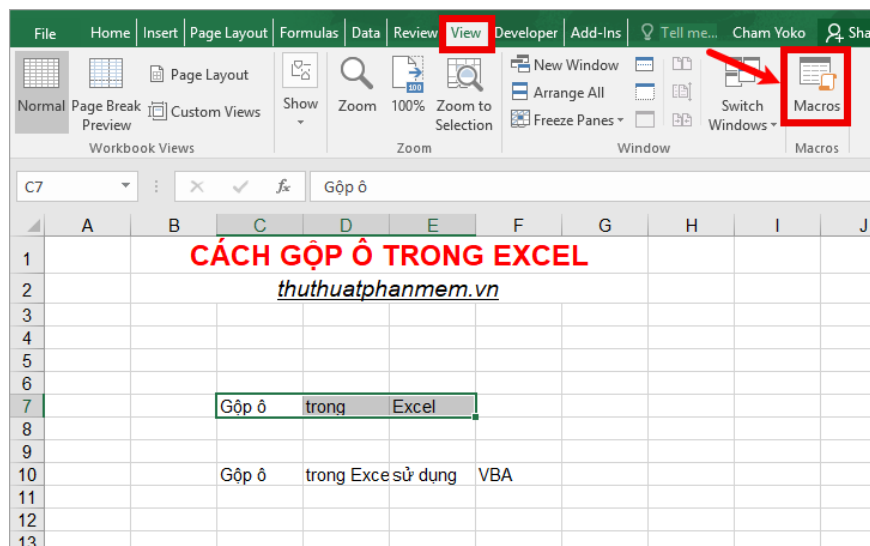 File Home Insert Page Layout Formulas Data Review View Developer Add-Ins Tell me... Cham Yoko
Normal Page Break Preview Page Layout Custom Views Show Zoom 100% Zoom to Selection New Window Arrange All Freeze Panes Switch Windows Macros
Workbook Views Zoom Window Macros
C7 fx Gộp ô
A B C D E F G H I J
1 CÁCH GỘP Ô TRONG EXCEL
2 thuthuatphanmem.vn
3
4
5
6
7 Gộp ô trong Excel
8
9
10 Gộp ô trong Exce sử dụng VBA
11
12
13